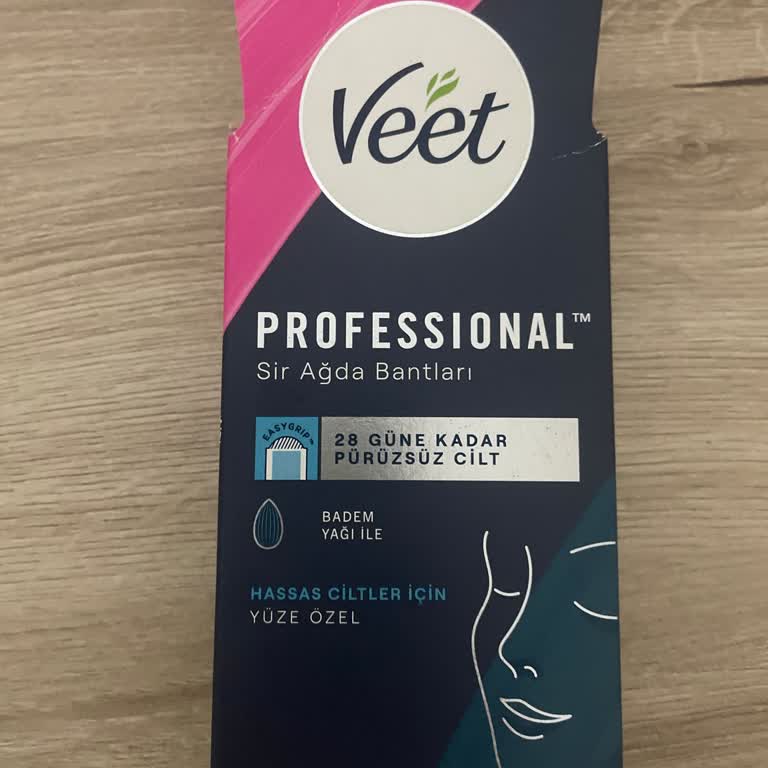 Veet
PROFESSIONAL™
Sir Ağda Bantları
EASYGRIP™
28 GÜNE KADAR
PÜRÜZSÜZ CİLT
BADEM
YAĞI İLE
HASSAS CİLTLER İÇİN
YÜZE ÖZEL